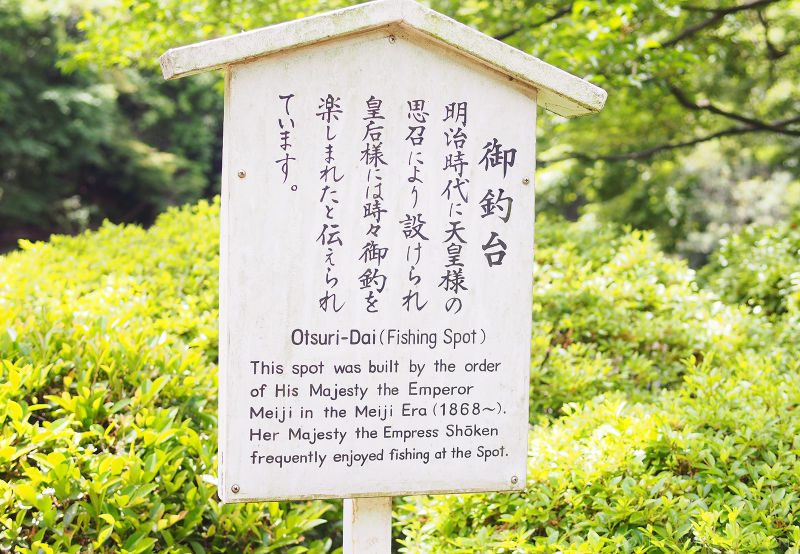 御釣台
明治時代に天皇様の
思召により設けられ
皇后様には時々御釣を
楽しまれたと伝えられ
ています。
Otsuri-Dai (Fishing Spot)
This spot was built by the order
of His Majesty the Emperor
Meiji in the Meiji Era (1868〜).
Her Majesty the Empress Shōken
frequently enjoyed fishing at the Spot.